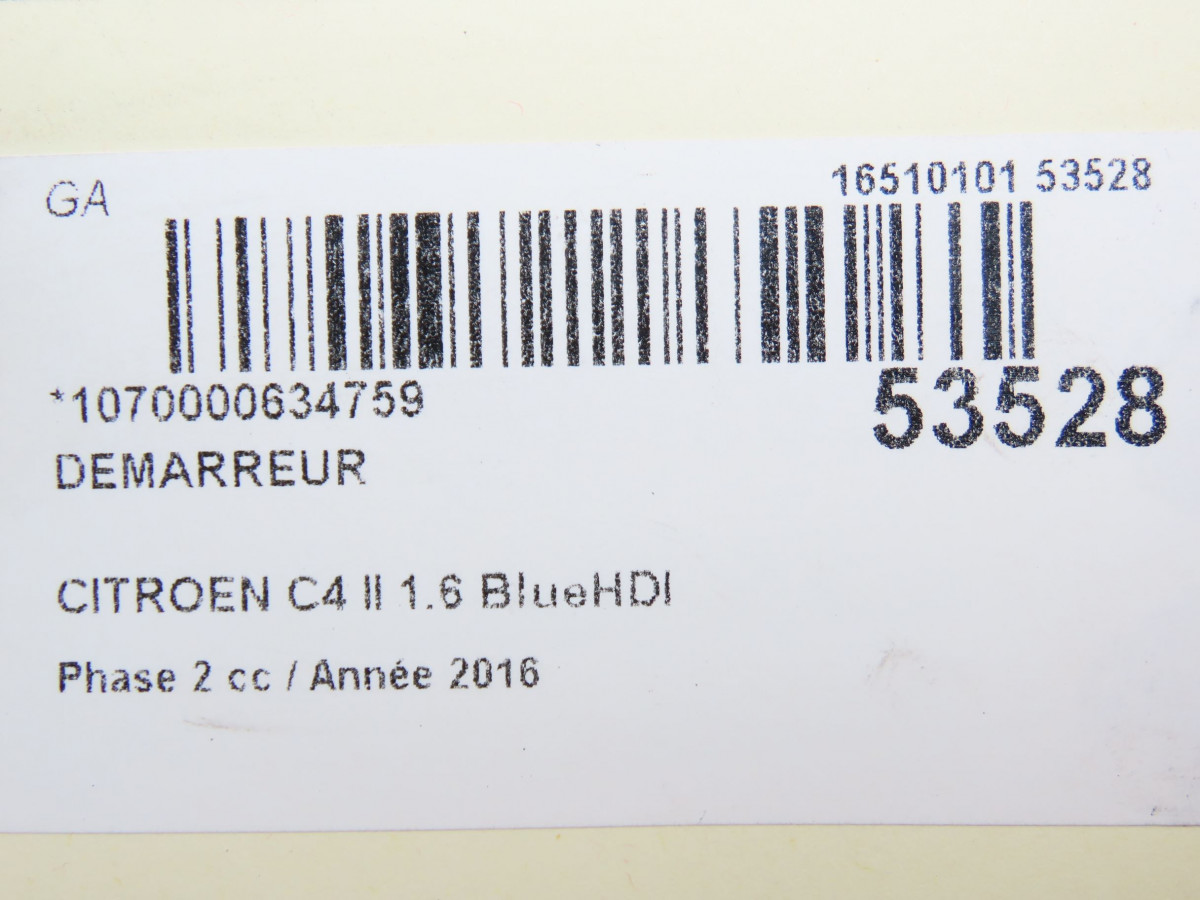 GA
16510101 53528
*1070000634759
53528
DEMARREUR
CITROEN C4 II 1.6 BlueHDI
Phase 2 cc / Année 2016